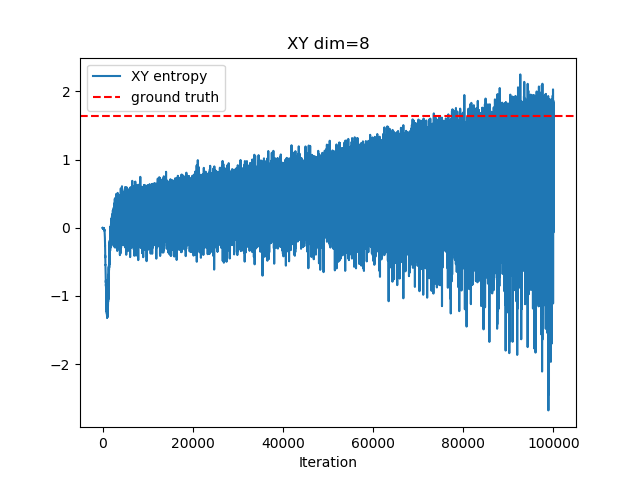 XY dim=8
XY entropy
ground truth
2
1
0
−1
−2
0
20000
40000
60000
80000
100000
Iteration